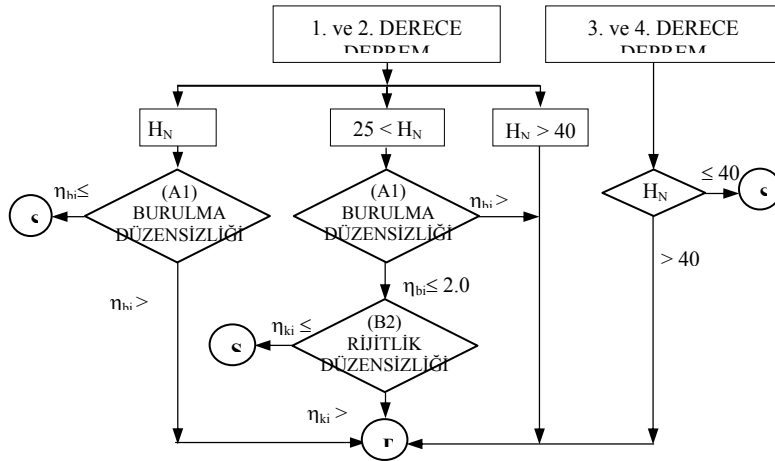 1. ve 2. DERECE
DEPREM
3. ve 4. DERECE
DEPREM
H_N
25 < H_N
H_N > 40
(A1)
BURULMA
DÜZENSİZLİĞİ
η_bi ≤
η_bi >
(A1)
BURULMA
DÜZENSİZLİĞİ
η_bi >
η_bi ≤ 2.0
H_N
≤ 40
> 40
(B2)
RİJİTLİK
DÜZENSİZLİĞİ
η_ki ≤
η_ki >